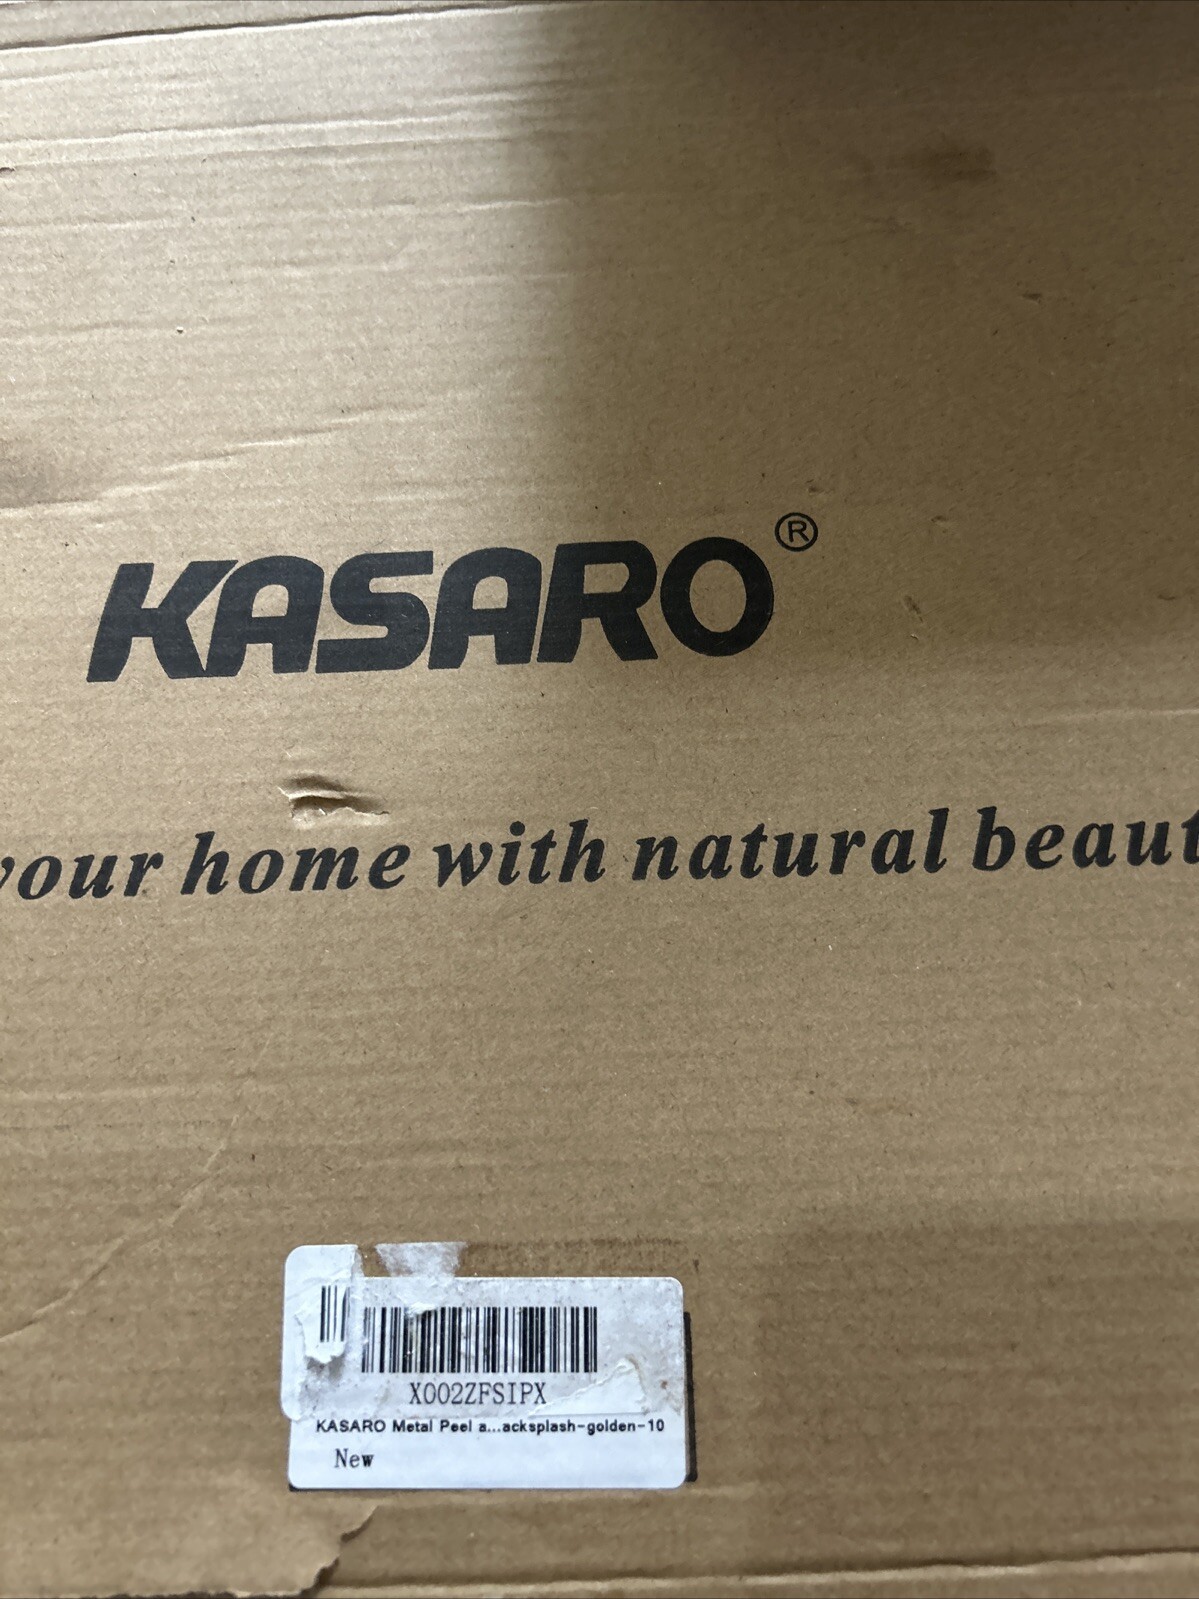 KASARO®
your home with natural beaut
X002ZFSIPX
KASARO Metal Peel a...acksplash-golden-10
New